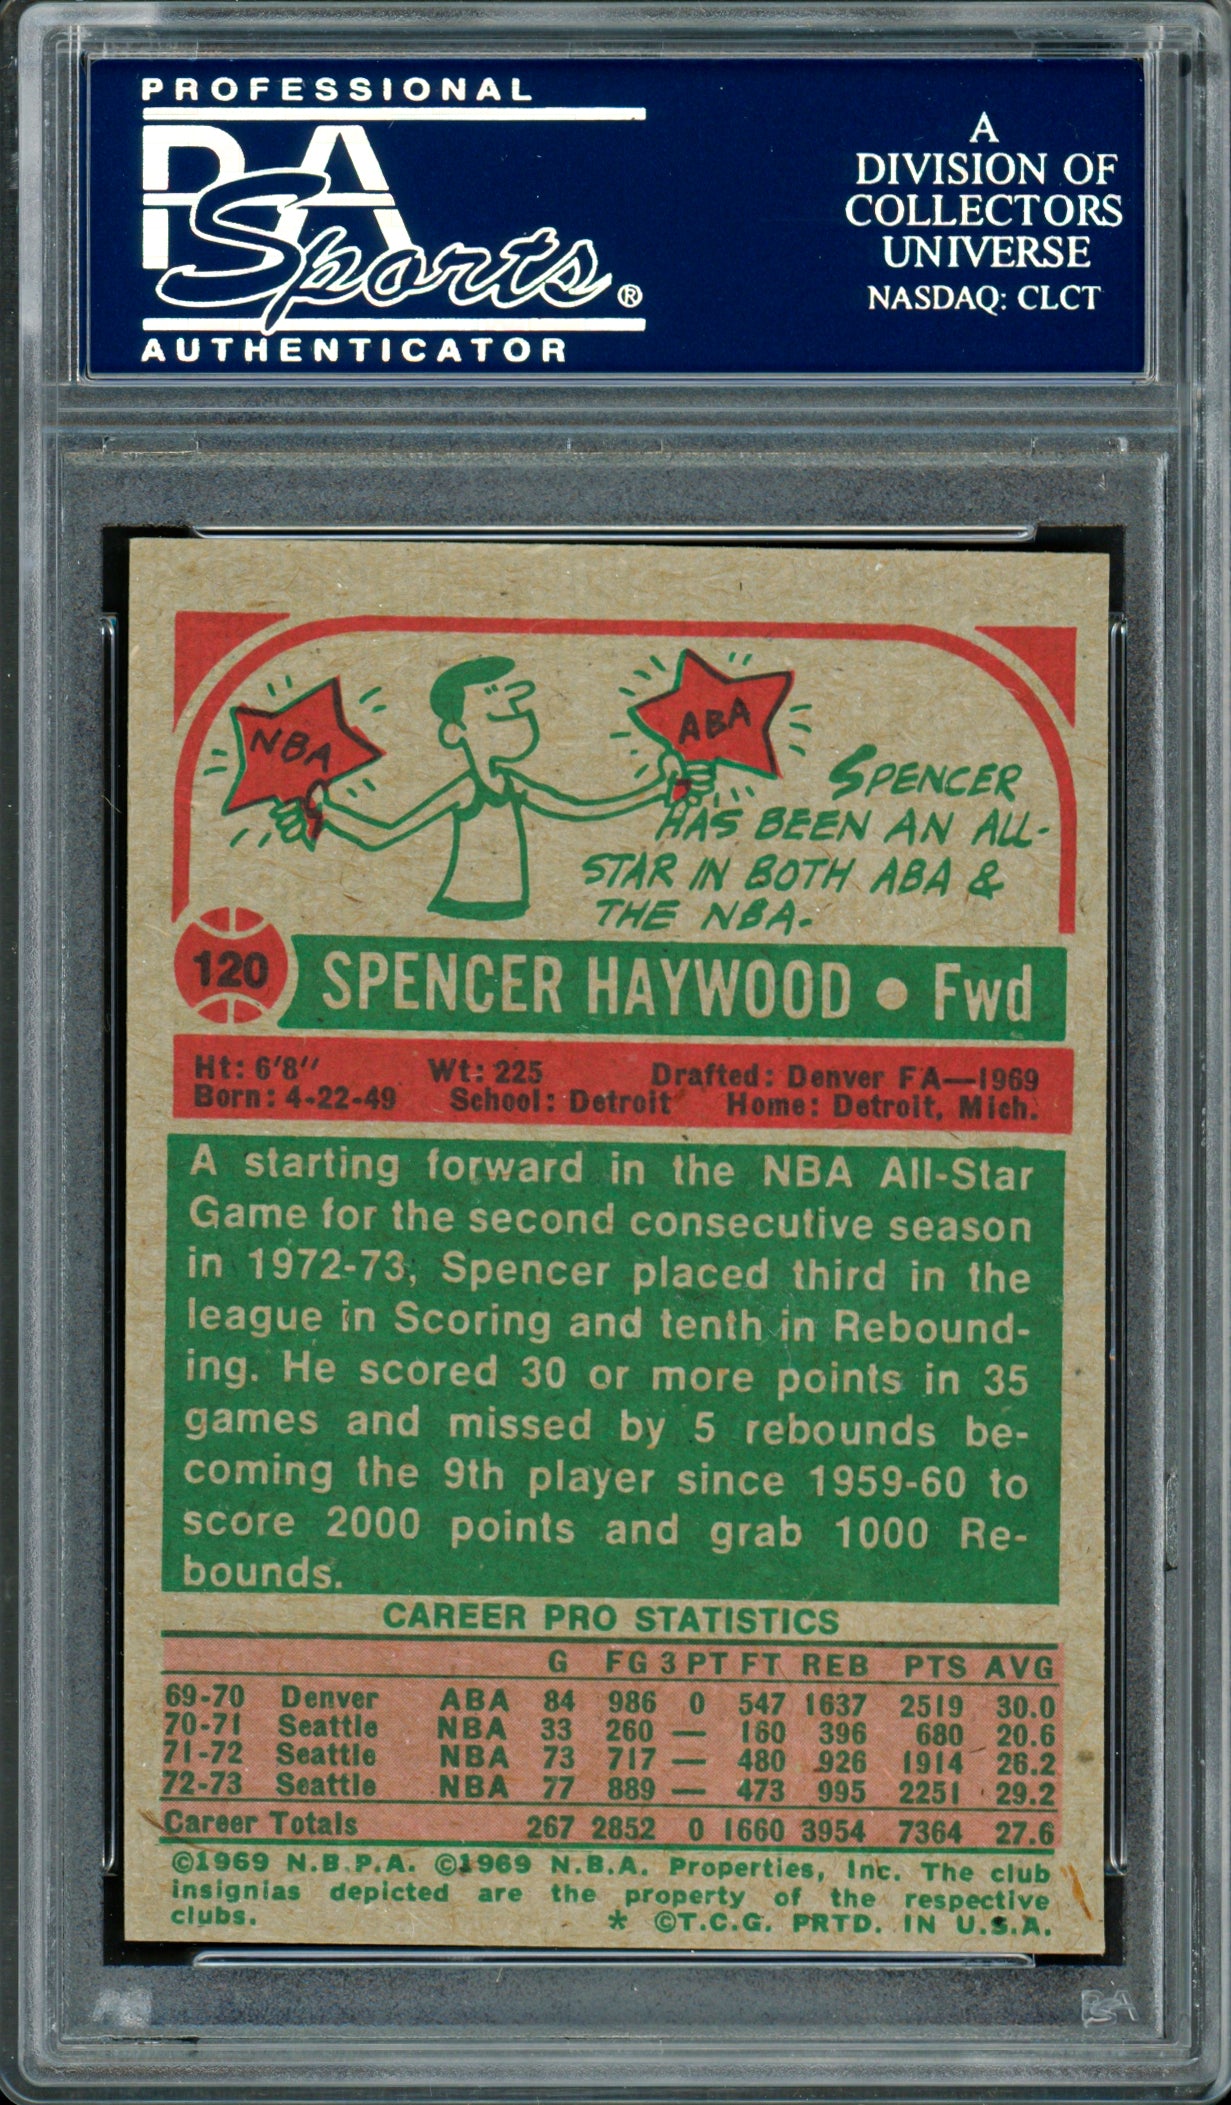 PROFESSIONAL
PSA
Sports®
AUTHENTICATOR
A
DIVISION OF
COLLECTORS
UNIVERSE
NASDAQ: CLCT
NBA
ABA
SPENCER
HAS BEEN AN ALL-
STAR IN BOTH ABA &
THE NBA.
120 SPENCER HAYWOOD • Fwd
Ht: 6'8" Wt: 225 Drafted: Denver FA—1969
Born: 4-22-49 School: Detroit Home: Detroit, Mich.
A starting forward in the NBA All-Star
Game for the second consecutive season
in 1972-73, Spencer placed third in the
league in Scoring and tenth in Rebound-
ing. He scored 30 or more points in 35
games and missed by 5 rebounds be-
coming the 9th player since 1959-60 to
score 2000 points and grab 1000 Re-
bounds.
CAREER PRO STATISTICS
G FG 3 PT FT REB PTS AVG
69-70 Denver ABA 84 986 0 547 1637 2519 30.0
70-71 Seattle NBA 33 260 — 160 396 680 20.6
71-72 Seattle NBA 73 717 — 480 926 1914 26.2
72-73 Seattle NBA 77 889 — 473 995 2251 29.2
Career Totals 267 2852 0 1660 3954 7364 27.6
©1969 N.B.P.A. ©1969 N.B.A. Properties, Inc. The club
insignias depicted are the property of the respective
clubs. * ©T.C.G. PRTD. IN U.S.A.
PSA